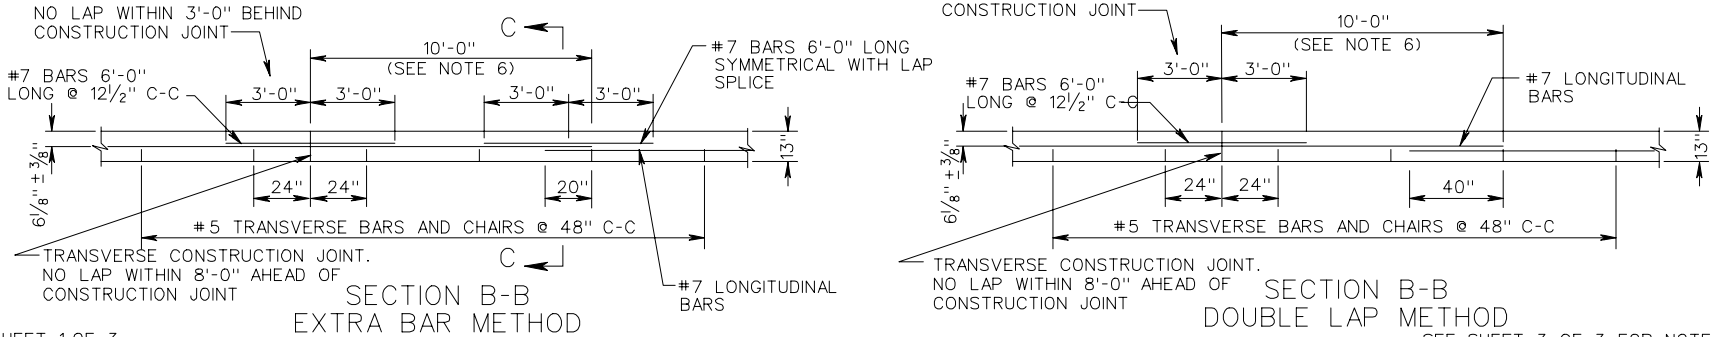 NO LAP WITHIN 3'-0" BEHIND
CONSTRUCTION JOINT
C
10'-0"
(SEE NOTE 6)
#7 BARS 6'-0" LONG
SYMMETRICAL WITH LAP
SPLICE
#7 BARS 6'-0"
LONG @ 12½" C-C
3'-0"
3'-0"
3'-0"
3'-0"
6⅛" ± ⅜"
13"
24"
24"
20"
#5 TRANSVERSE BARS AND CHAIRS @ 48" C-C
TRANSVERSE CONSTRUCTION JOINT.
NO LAP WITHIN 8'-0" AHEAD OF
CONSTRUCTION JOINT
C
#7 LONGITUDINAL
BARS
SECTION B-B
EXTRA BAR METHOD
CONSTRUCTION JOINT
10'-0"
(SEE NOTE 6)
3'-0"
3'-0"
#7 BARS 6'-0"
LONG @ 12½" C-C
#7 LONGITUDINAL
BARS
6⅛" ± ⅜"
13"
24"
24"
40"
#5 TRANSVERSE BARS AND CHAIRS @ 48" C-C
TRANSVERSE CONSTRUCTION JOINT.
NO LAP WITHIN 8'-0" AHEAD OF
CONSTRUCTION JOINT
SECTION B-B
DOUBLE LAP METHOD